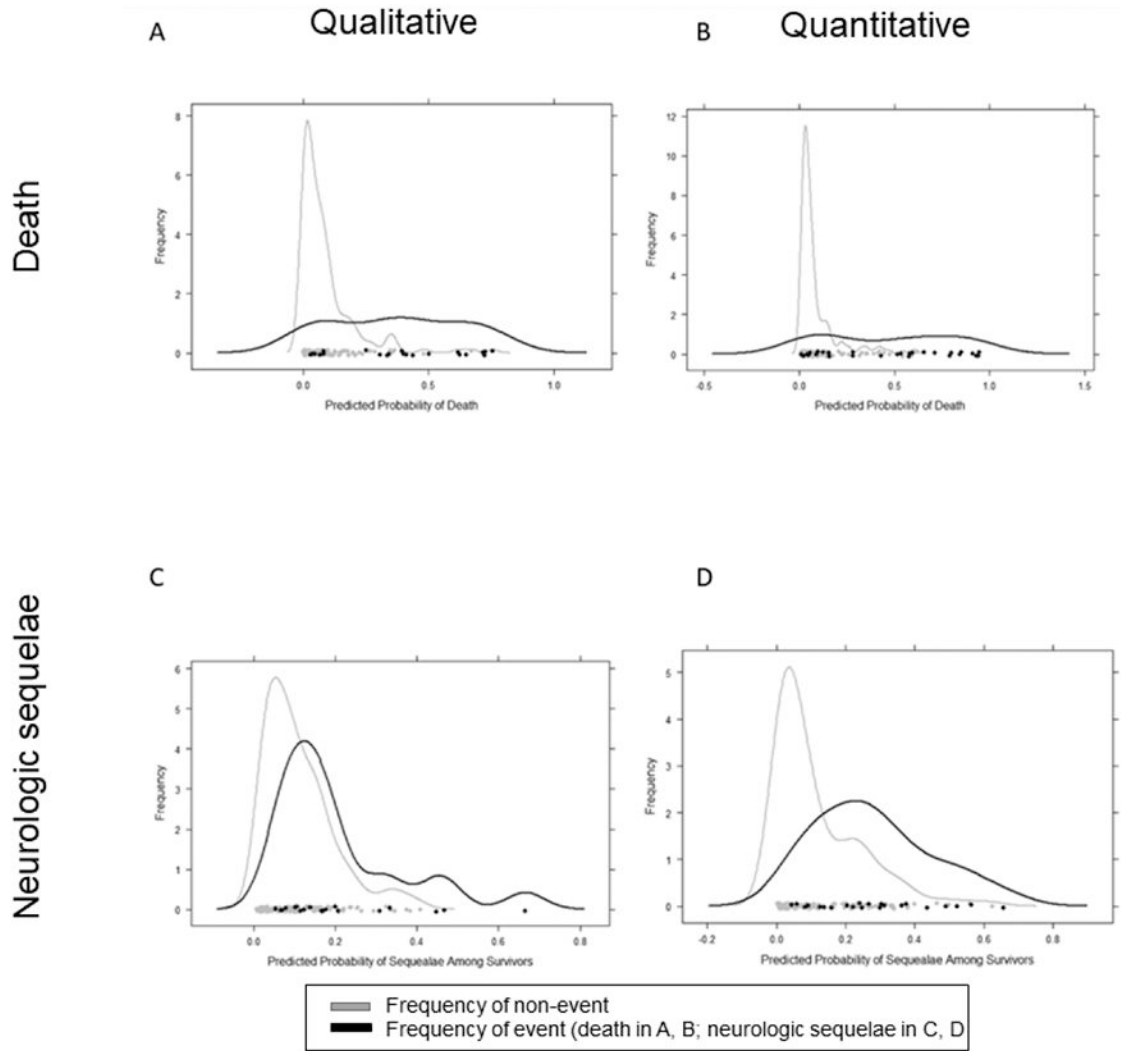 Qualitative
Quantitative
A
B
Death
8
6
4
2
0
Frequency
0.0
0.5
1.0
Predicted Probability of Death
12
10
8
6
4
2
0
Frequency
-0.5
0.0
0.5
1.0
1.5
Predicted Probability of Death
C
D
Neurologic sequelae
6
5
4
3
2
1
0
Frequency
0.0
0.2
0.4
0.6
0.8
Predicted Probability of Sequealae Among Survivors
5
4
3
2
1
0
Frequency
-0.2
0.0
0.2
0.4
0.6
0.8
Predicted Probability of Sequealae Among Survivors
Frequency of non-event
Frequency of event (death in A, B; neurologic sequelae in C, D